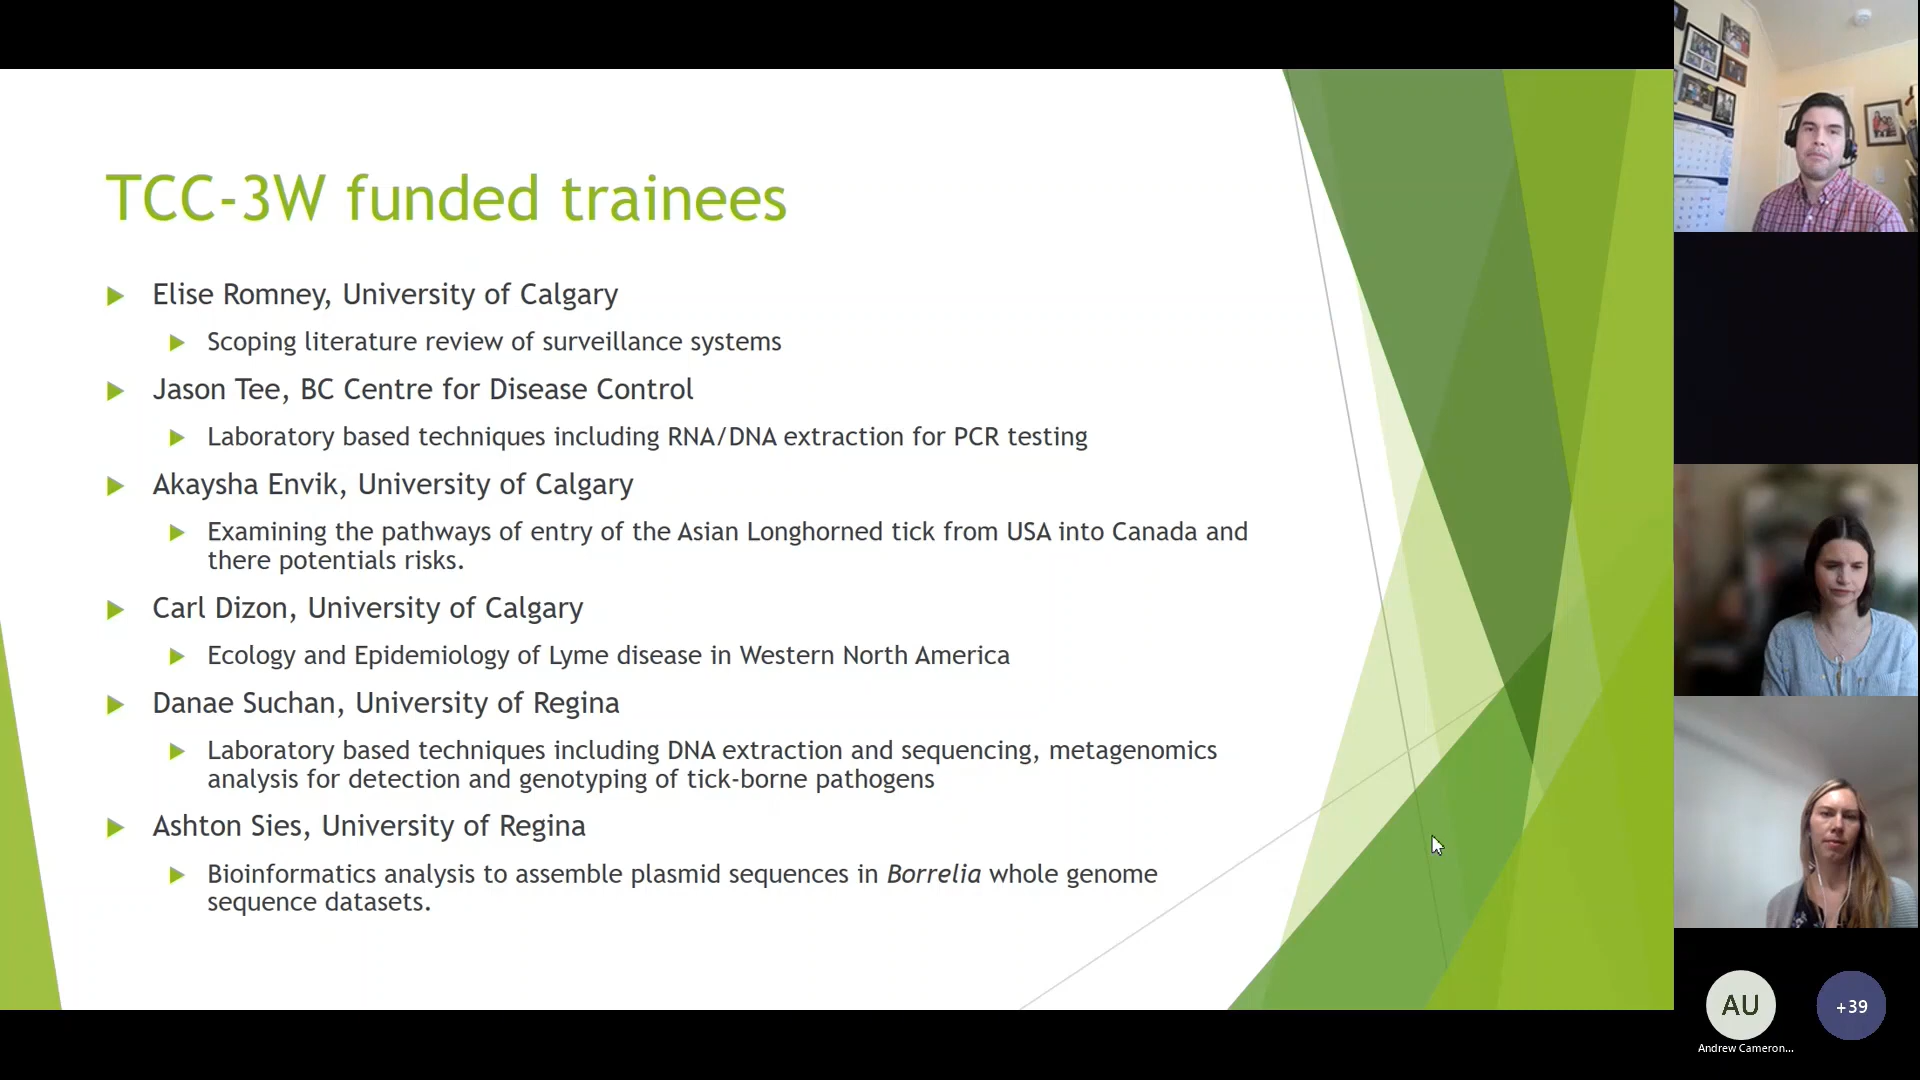 TCC-3W funded trainees
Elise Romney, University of Calgary
Scoping literature review of surveillance systems
Jason Tee, BC Centre for Disease Control
Laboratory based techniques including RNA/DNA extraction for PCR testing
Akaysha Envik, University of Calgary
Examining the pathways of entry of the Asian Longhorned tick from USA into Canada and
there potentials risks.
Carl Dizon, University of Calgary
Ecology and Epidemiology of Lyme disease in Western North America
Danae Suchan, University of Regina
Laboratory based techniques including DNA extraction and sequencing, metagenomics
analysis for detection and genotyping of tick-borne pathogens
Ashton Sies, University of Regina
Bioinformatics analysis to assemble plasmid sequences in Borrelia whole genome
sequence datasets.
AU
+39
Andrew Cameron...